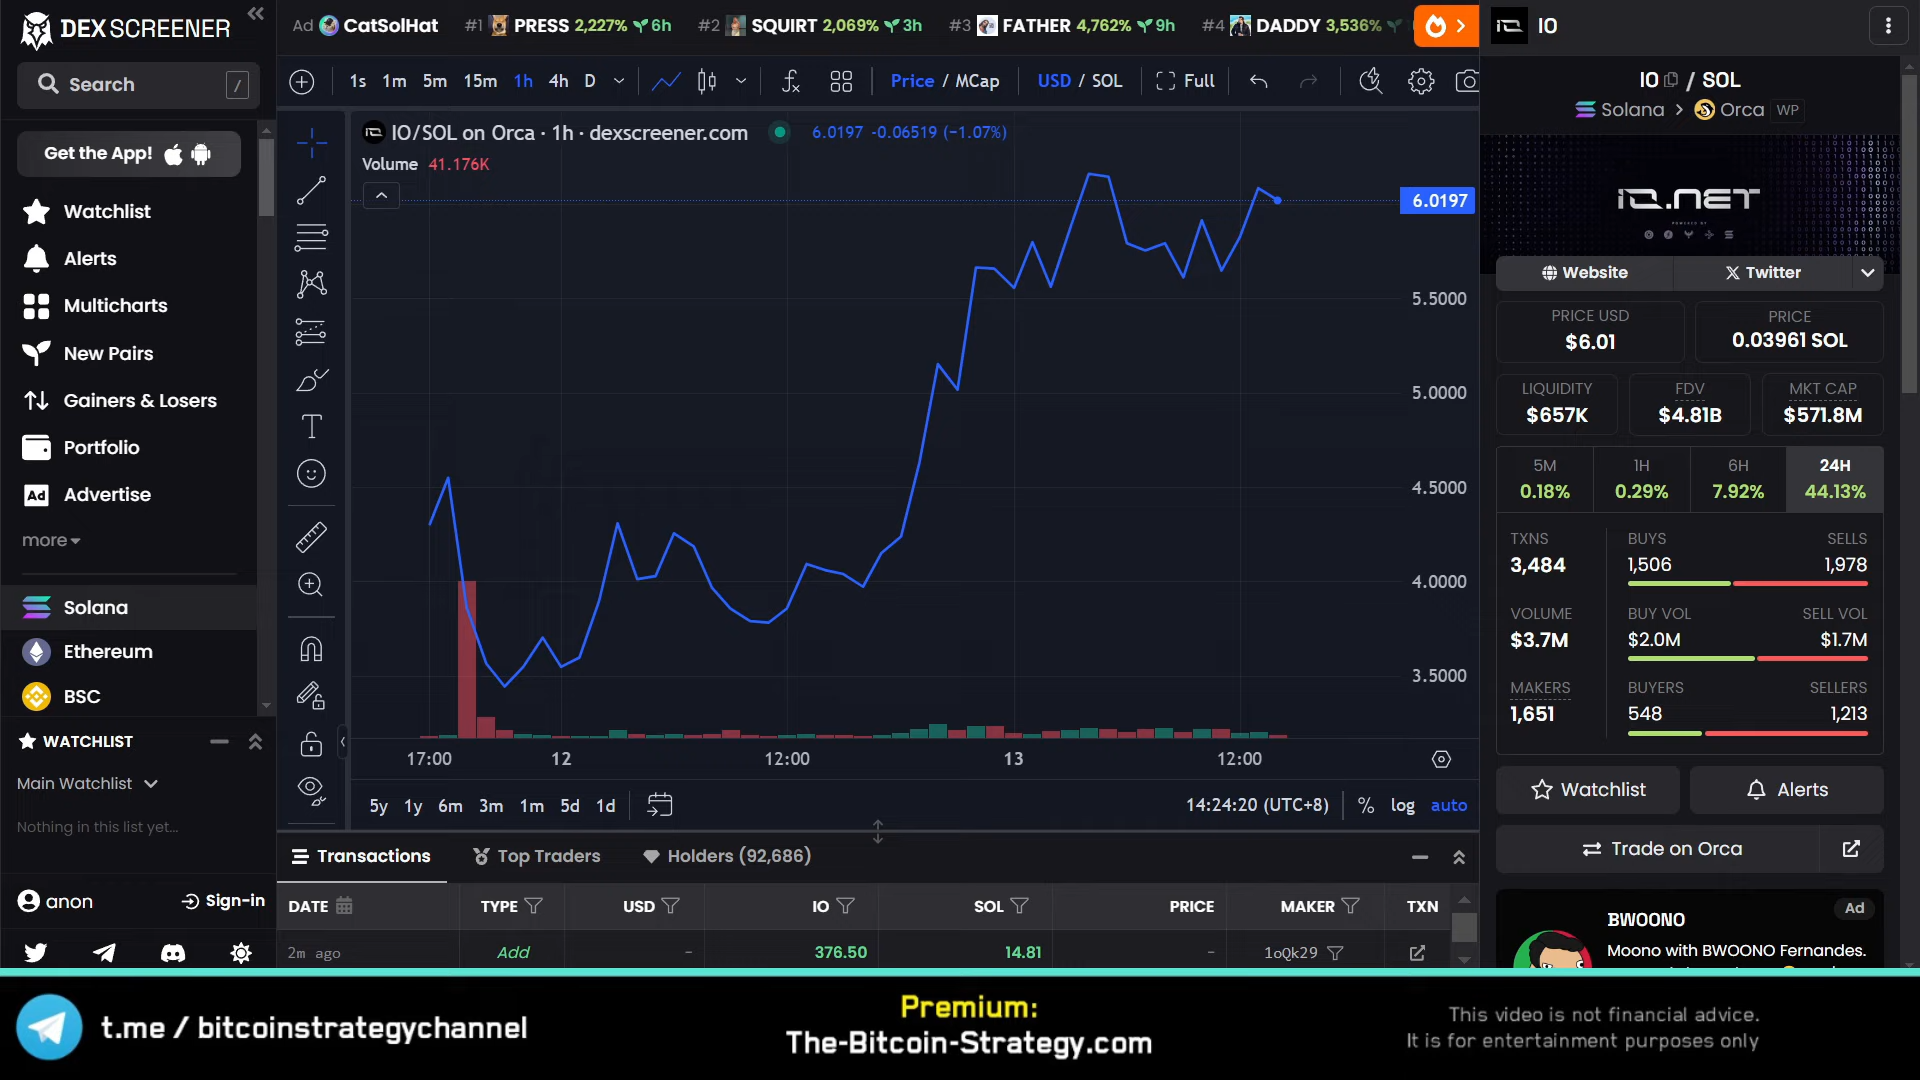 DEX SCREENER
Search /
Get the App!
Watchlist
Alerts
Multicharts
New Pairs
Gainers & Losers
Portfolio
Ad Advertise
more
Solana
Ethereum
BSC
WATCHLIST
Main Watchlist
Nothing in this list yet...
anon Sign-in
Ad CatSolHat #1 PRESS 2,227% 6h #2 SQUIRT 2,069% 3h #3 FATHER 4,762% 9h #4 DADDY 3,536%
1s 1m 5m 15m 1h 4h D Price / MCap USD / SOL Full
IO/SOL on Orca · 1h · dexscreener.com 6.0197 -0.06519 (−1.07%)
Volume 41.176K
6.0197
5.5000
5.0000
4.5000
4.0000
3.5000
17:00 12 12:00 13 12:00
5y 1y 6m 3m 1m 5d 1d 14:24:20 (UTC+8) % log auto
Transactions Top Traders Holders (92,686)
DATE TYPE USD IO SOL PRICE MAKER TXN
2m ago Add - 376.50 14.81 - 1oQk29
IO
IO / SOL
Solana > Orca WP
IO.NET
Website Twitter
PRICE USD PRICE
$6.01 0.03961 SOL
LIQUIDITY FDV MKT CAP
$657K $4.81B $571.8M
5M 1H 6H 24H
0.18% 0.29% 7.92% 44.13%
TXNS BUYS SELLS
3,484 1,506 1,978
VOLUME BUY VOL SELL VOL
$3.7M $2.0M $1.7M
MAKERS BUYERS SELLERS
1,651 548 1,213
Watchlist Alerts
Trade on Orca
BWOONO Ad
Moono with BWOONO Fernandes.
t.me / bitcoinstrategychannel
Premium:
The-Bitcoin-Strategy.com
This video is not financial advice.
It is for entertainment purposes only